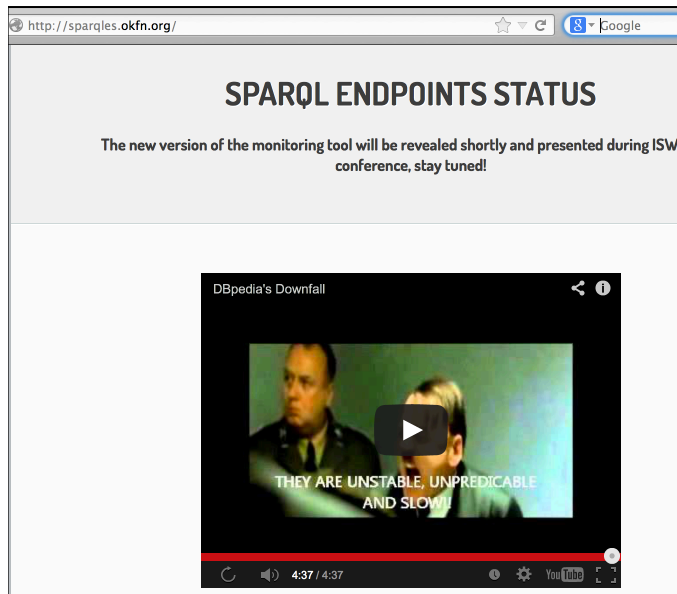 http://sparqles.okfn.org/
Google
SPARQL ENDPOINTS STATUS
The new version of the monitoring tool will be revealed shortly and presented during ISW
conference, stay tuned!
DBpedia's Downfall
THEY ARE UNSTABLE, UNPREDICABLE
AND SLOW!!
4:37 / 4:37
YouTube